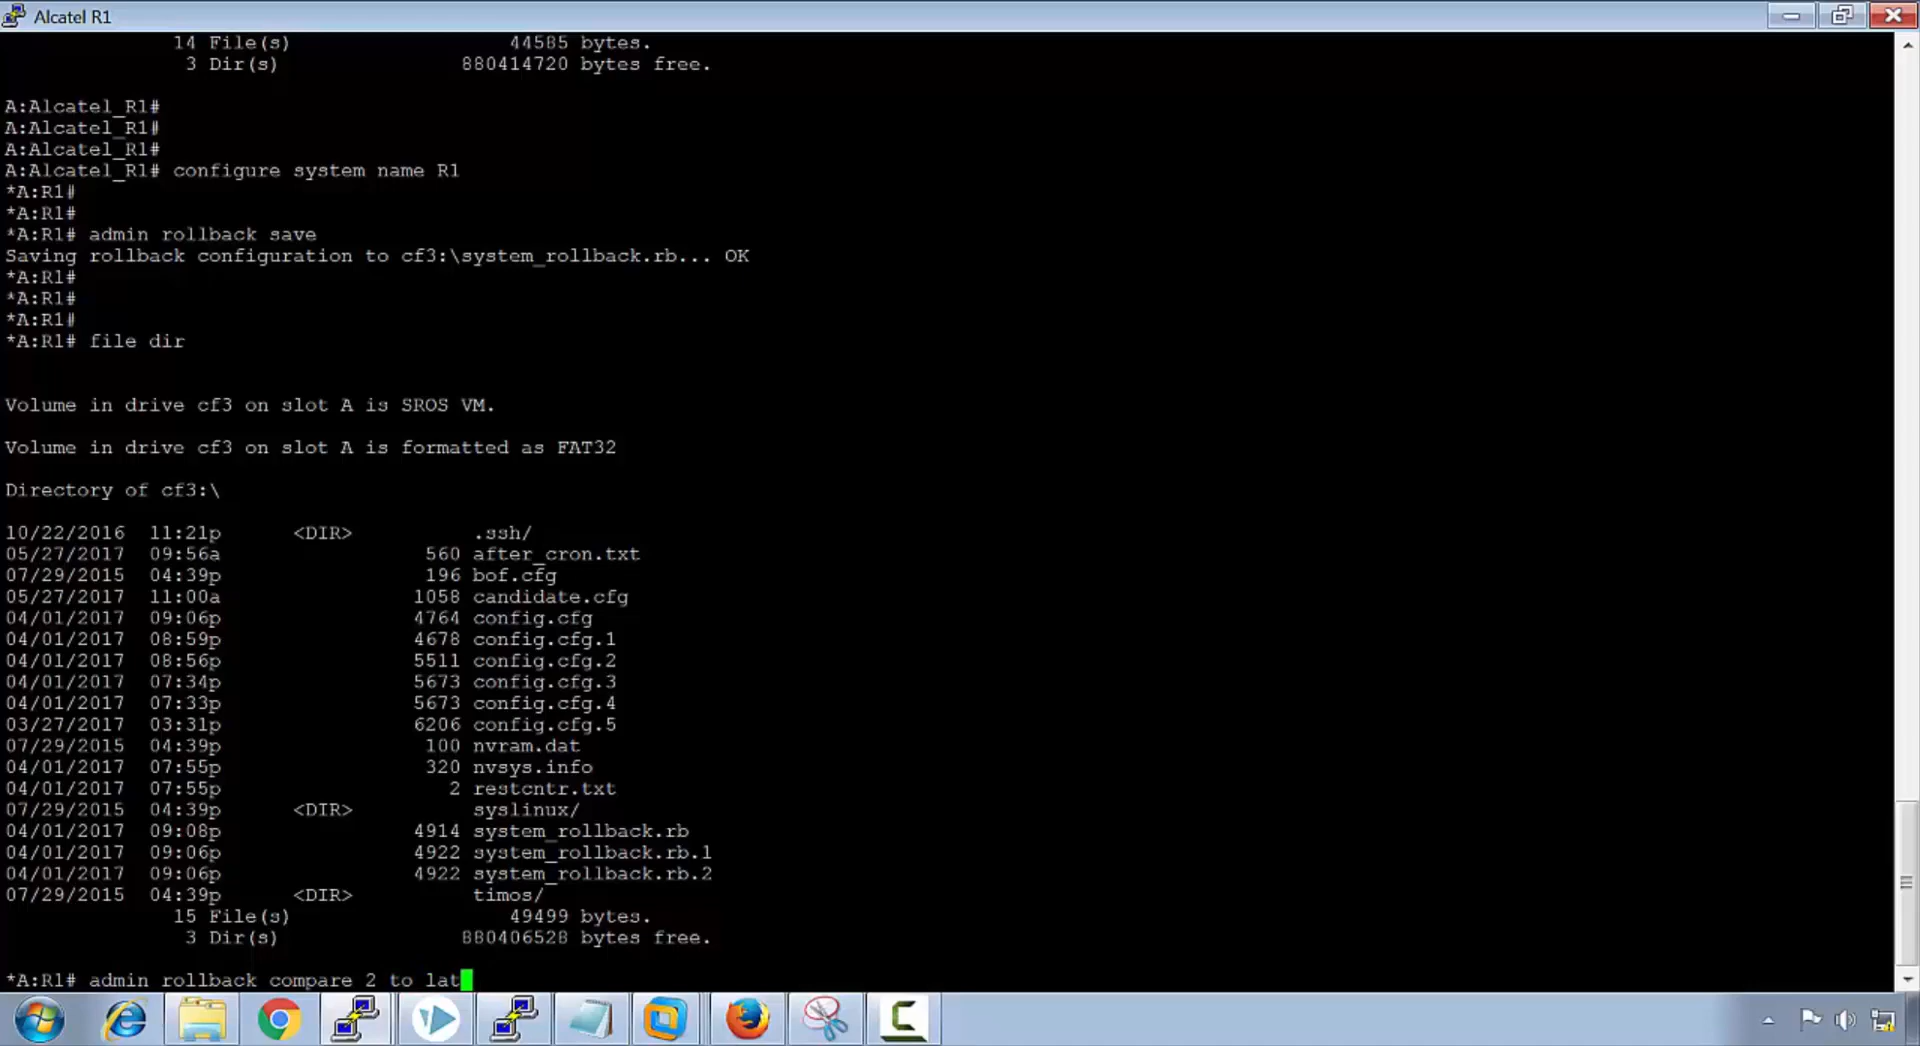 Alcatel R1
14 File(s) 44585 bytes.
3 Dir(s) 880414720 bytes free.
A:Alcatel_R1#
A:Alcatel_R1#
A:Alcatel_R1#
A:Alcatel_R1# configure system name R1
*A:R1#
*A:R1#
*A:R1# admin rollback save
Saving rollback configuration to cf3:\system_rollback.rb... OK
*A:R1#
*A:R1#
*A:R1#
*A:R1# file dir
Volume in drive cf3 on slot A is SROS VM.
Volume in drive cf3 on slot A is formatted as FAT32
Directory of cf3:\
10/22/2016 11:21p <DIR> .ssh/
05/27/2017 09:56a 560 after_cron.txt
07/29/2015 04:39p 196 bof.cfg
05/27/2017 11:00a 1058 candidate.cfg
04/01/2017 09:06p 4764 config.cfg
04/01/2017 08:59p 4678 config.cfg.1
04/01/2017 08:56p 5511 config.cfg.2
04/01/2017 07:34p 5673 config.cfg.3
04/01/2017 07:33p 5673 config.cfg.4
03/27/2017 03:31p 6206 config.cfg.5
07/29/2015 04:39p 100 nvram.dat
04/01/2017 07:55p 320 nvsys.info
04/01/2017 07:55p 2 restcntr.txt
07/29/2015 04:39p <DIR> syslinux/
04/01/2017 09:08p 4914 system_rollback.rb
04/01/2017 09:06p 4922 system_rollback.rb.1
04/01/2017 09:06p 4922 system_rollback.rb.2
07/29/2015 04:39p <DIR> timos/
15 File(s) 49499 bytes.
3 Dir(s) 880406528 bytes free.
*A:R1# admin rollback compare 2 to lat